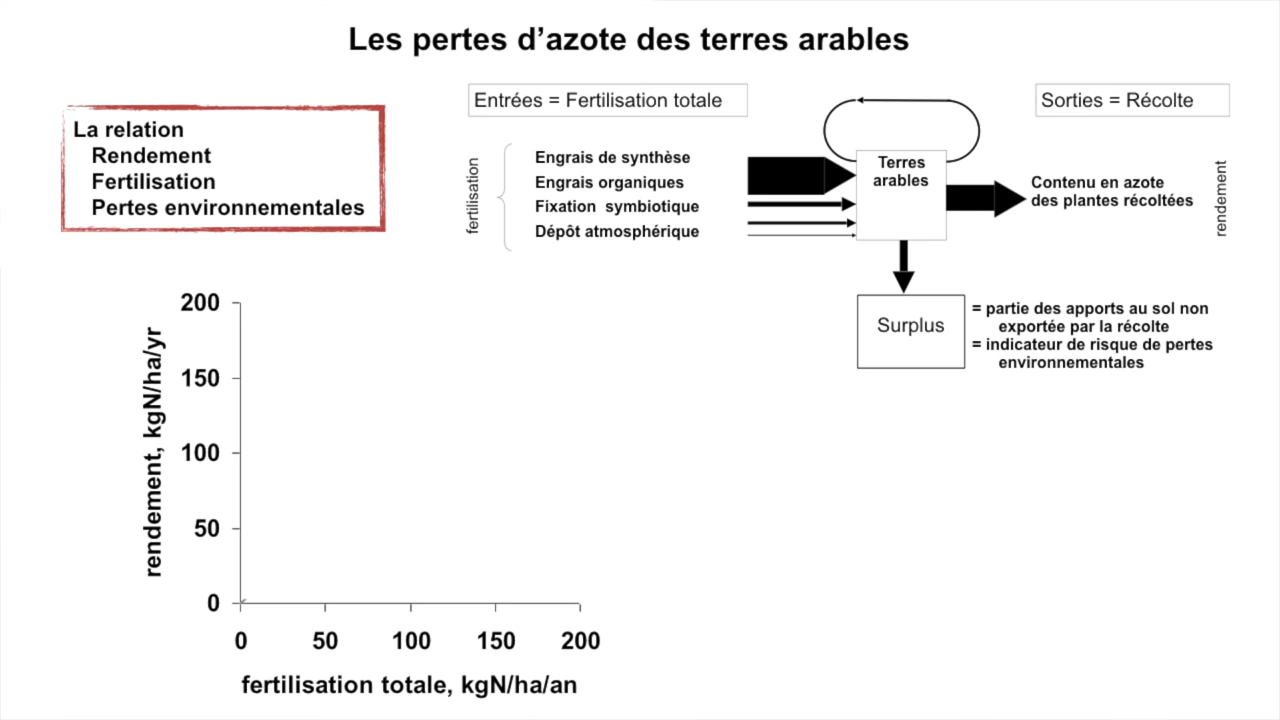 Les pertes d’azote des terres arables
La relation
Rendement
Fertilisation
Pertes environnementales
Entrées = Fertilisation totale
Sorties = Récolte
fertilisation
Engrais de synthèse
Engrais organiques
Fixation symbiotique
Dépôt atmosphérique
Terres
arables
Contenu en azote
des plantes récoltées
rendement
Surplus
= partie des apports au sol non
exportée par la récolte
= indicateur de risque de pertes
environnementales
rendement, kgN/ha/yr
200
150
100
50
0
0 50 100 150 200
fertilisation totale, kgN/ha/an